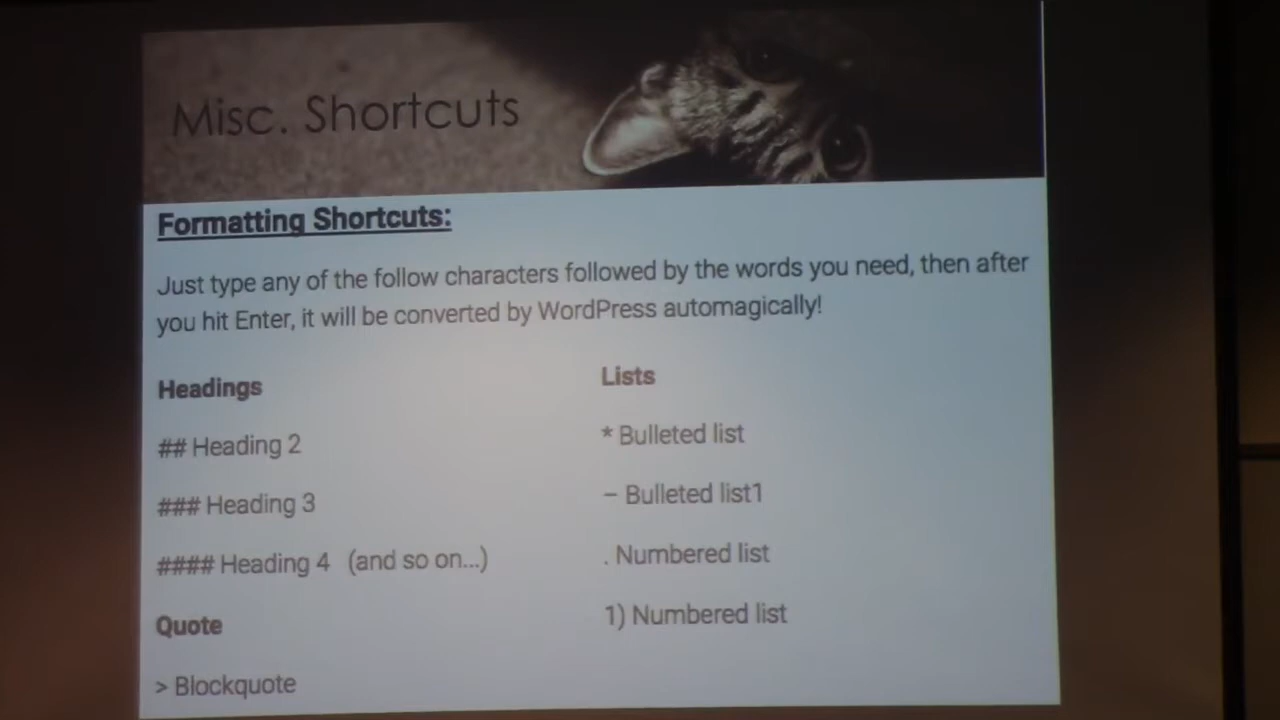 Misc. Shortcuts
Formatting Shortcuts:
Just type any of the follow characters followed by the words you need, then after
you hit Enter, it will be converted by WordPress automagically!
Headings
## Heading 2
### Heading 3
#### Heading 4 (and so on...)
Quote
> Blockquote
Lists
* Bulleted list
– Bulleted list1
. Numbered list
1) Numbered list